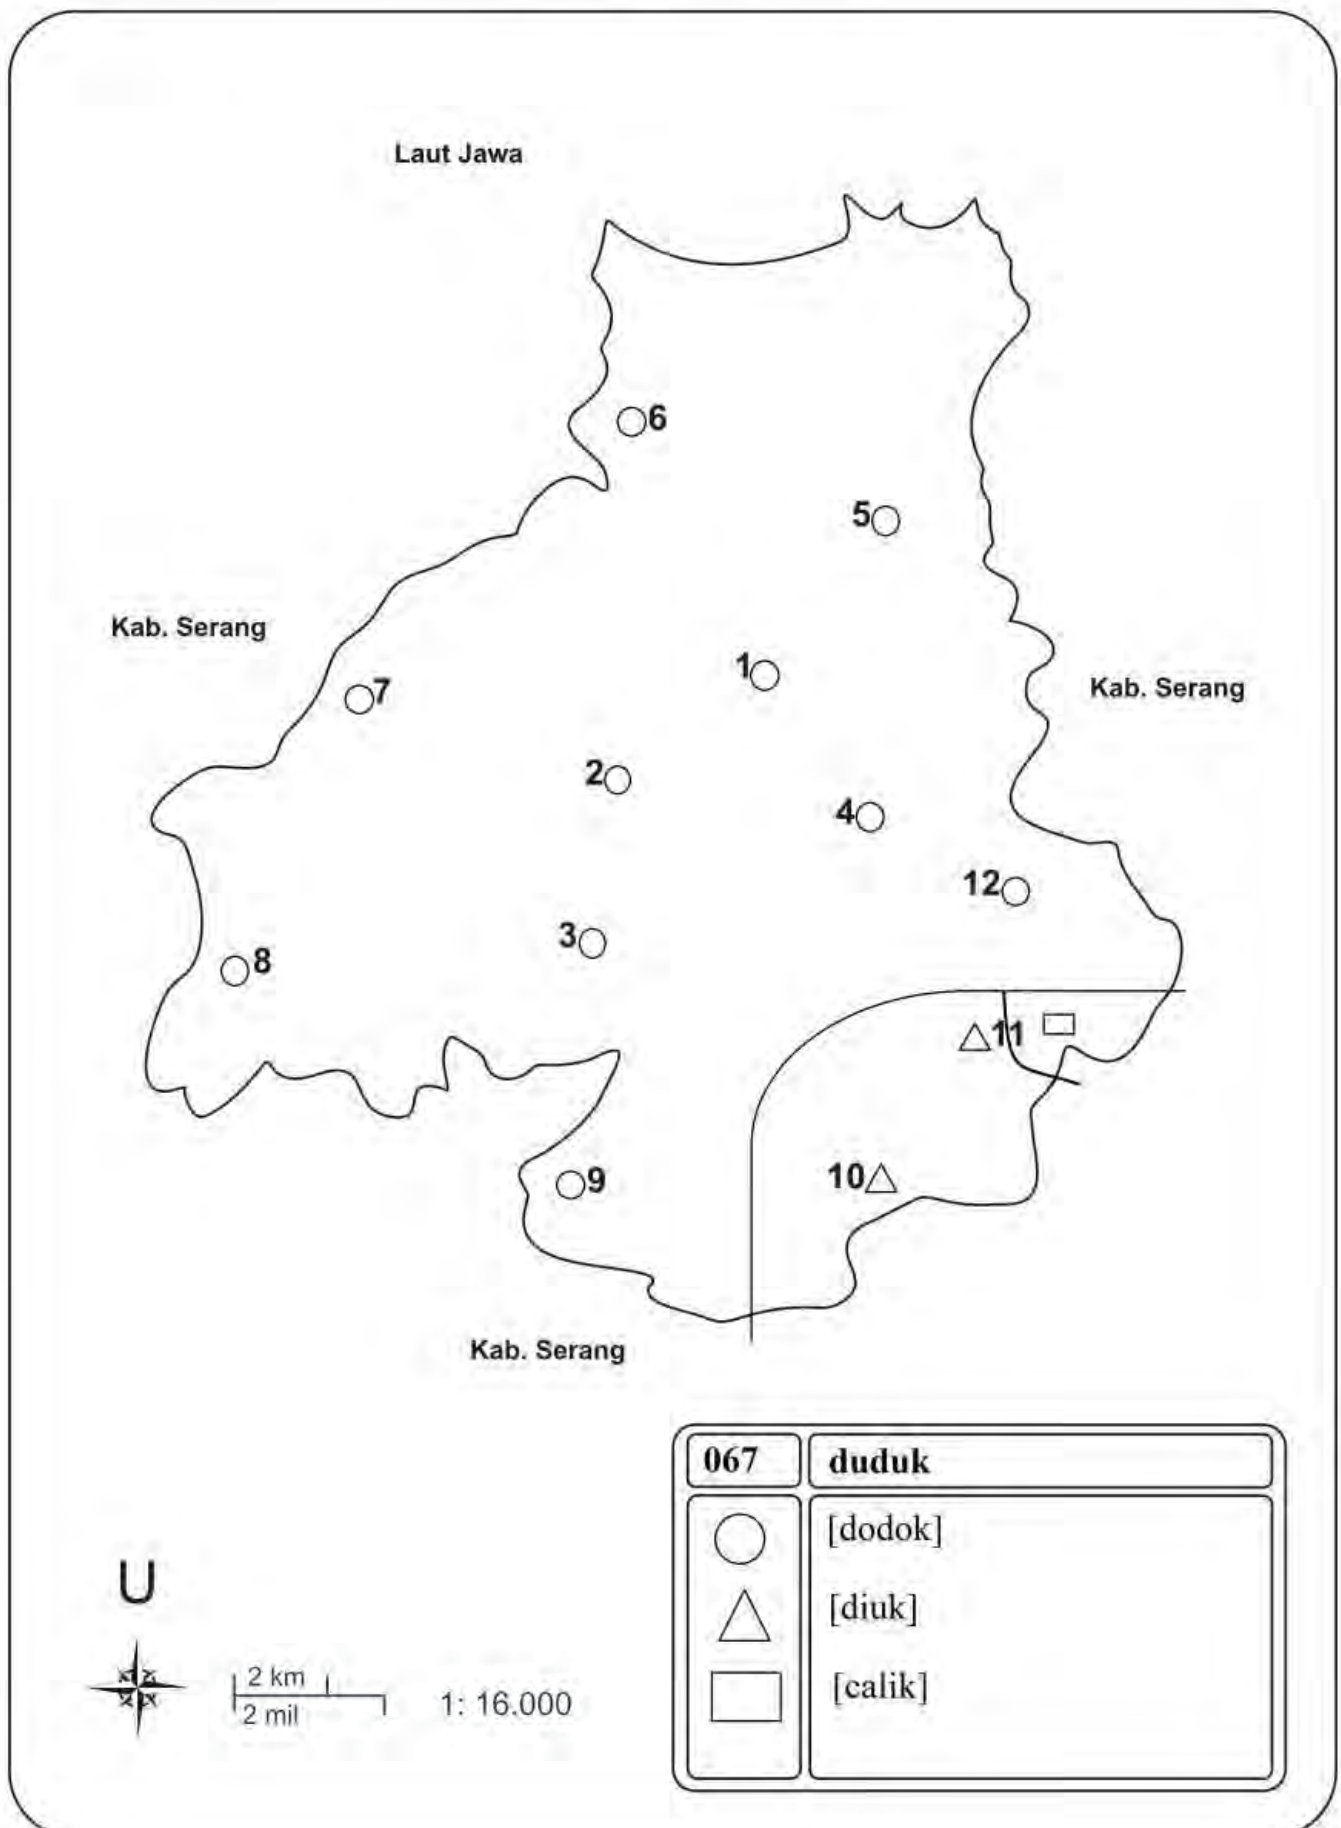 Laut Jawa
6
5
Kab. Serang
1
Kab. Serang
7
2
4
12
3
8
11
10
9
Kab. Serang
067 duduk
[dodok]
[diuk]
[calik]
U
2 km
2 mil
1: 16.000